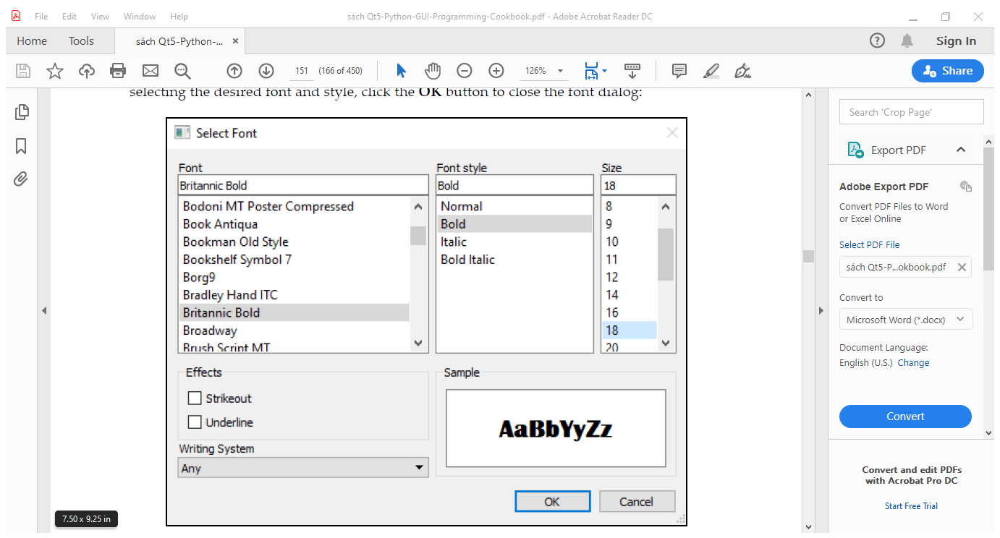 File Edit View Window Help
sách Qt5-Python-GUI-Programming-Cookbook.pdf - Adobe Acrobat Reader DC
Home Tools sách Qt5-Python-... × Sign In
151 (166 of 450) 126% Share
selecting the desired font and style, click the OK button to close the font dialog:
Select Font
Font
Britannic Bold
Bodoni MT Poster Compressed
Book Antiqua
Bookman Old Style
Bookshelf Symbol 7
Borg9
Bradley Hand ITC
Britannic Bold
Broadway
Brush Script MT
Font style
Bold
Normal
Bold
Italic
Bold Italic
Size
18
8
9
10
11
12
14
16
18
20
Effects
Strikeout
Underline
Writing System
Any
Sample
AaBbYyZz
OK Cancel
7.50 x 9.25 in
Search 'Crop Page'
Export PDF
Adobe Export PDF
Convert PDF Files to Word
or Excel Online
Select PDF File
sách Qt5-P...okbook.pdf
Convert to
Microsoft Word (*.docx)
Document Language:
English (U.S.) Change
Convert
Convert and edit PDFs
with Acrobat Pro DC
Start Free Trial